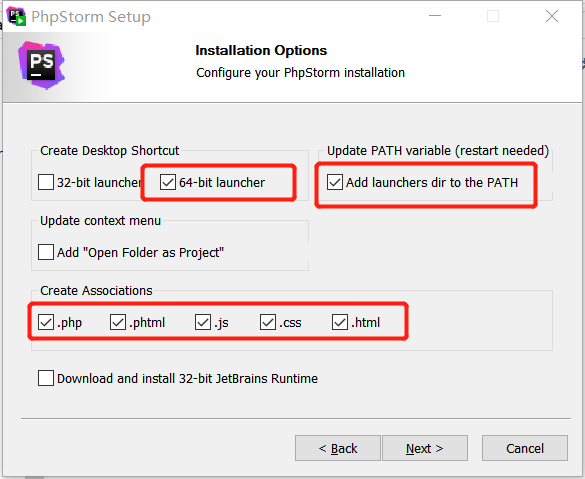 PhpStorm Setup
PS
Installation Options
Configure your PhpStorm installation
Create Desktop Shortcut
Update PATH variable (restart needed)
32-bit launcher
64-bit launcher
Add launchers dir to the PATH
Update context menu
Add "Open Folder as Project"
Create Associations
.php .phtml .js .css .html
Download and install 32-bit JetBrains Runtime
< Back Next > Cancel